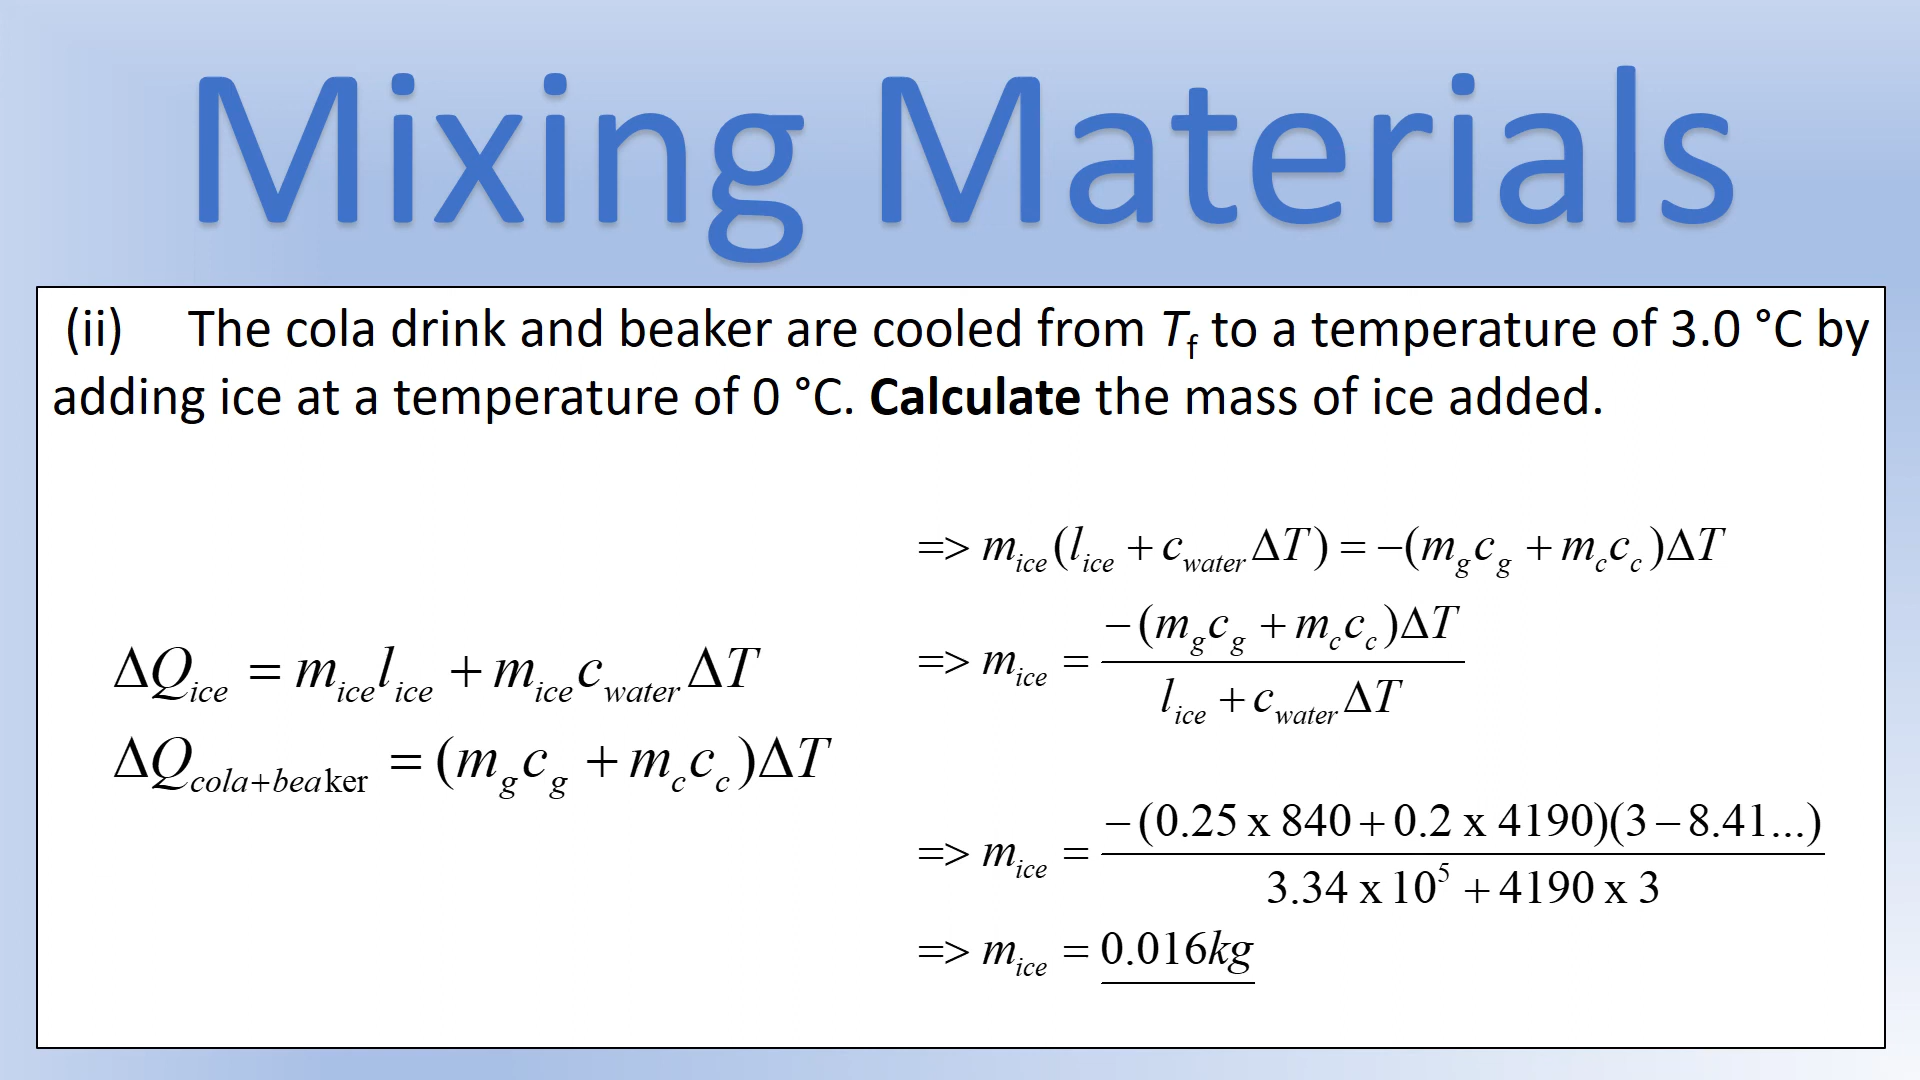 Mixing Materials
(ii) The cola drink and beaker are cooled from T_f to a temperature of 3.0 °C by
adding ice at a temperature of 0 °C. Calculate the mass of ice added.
ΔQ_ice = m_ice l_ice + m_ice c_water ΔT
ΔQ_cola+beaker = (m_g c_g + m_c c_c)ΔT
=> m_ice (l_ice + c_water ΔT) = −(m_g c_g + m_c c_c)ΔT
=> m_ice = −(m_g c_g + m_c c_c)ΔT / l_ice + c_water ΔT
=> m_ice = −(0.25 x 840 + 0.2 x 4190)(3 − 8.41...) / 3.34 x 10^5 + 4190 x 3
=> m_ice = 0.016kg